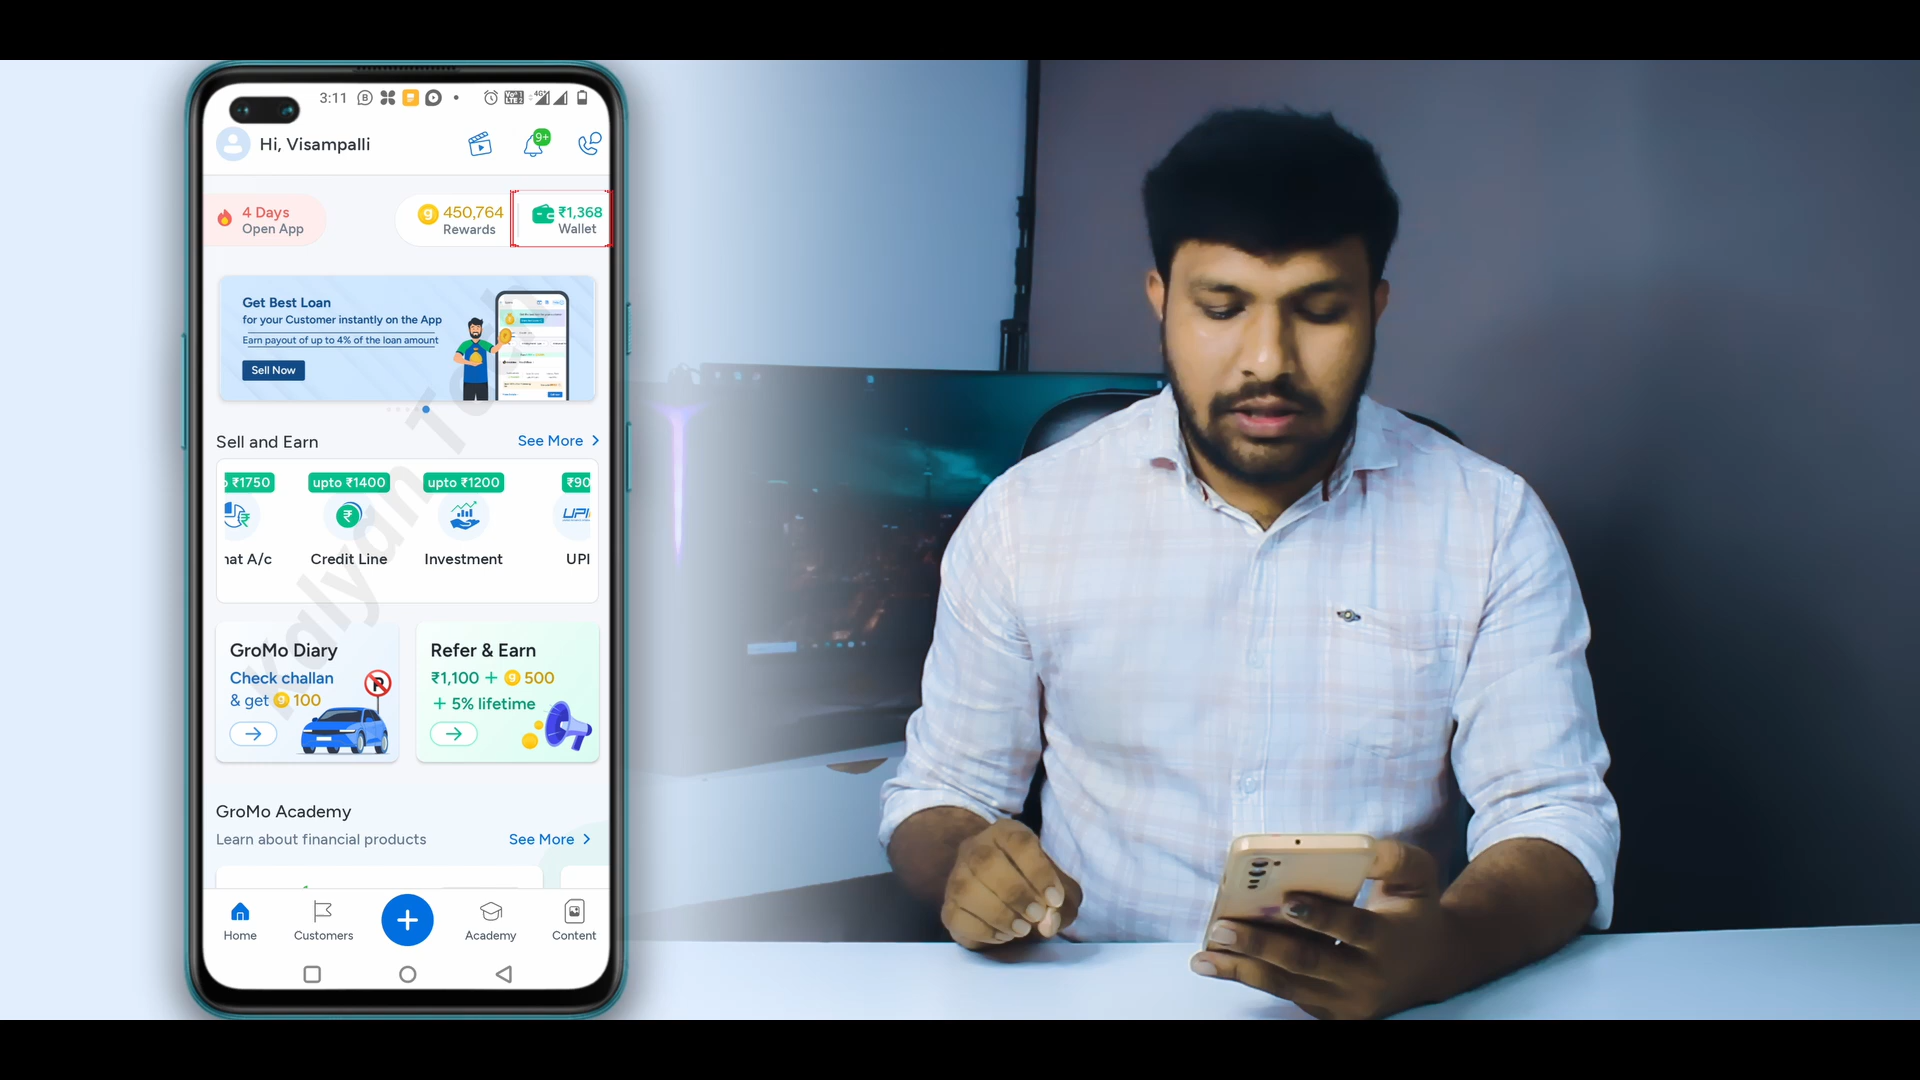 3:11
Hi, Visampalli
9+
4 Days
Open App
450,764
Rewards
₹1,368
Wallet
Get Best Loan
for your Customer instantly on the App
Earn payout of up to 4% of the loan amount
Sell Now
Sell and Earn
See More
₹1750
upto ₹1400
upto ₹1200
₹90
UPI
nat A/c
Credit Line
Investment
UPI
GroMo Diary
Check challan
& get g 100
Refer & Earn
₹1,100 + g 500
+ 5% lifetime
GroMo Academy
Learn about financial products
See More
Home
Customers
Academy
Content
Kalyan Tech